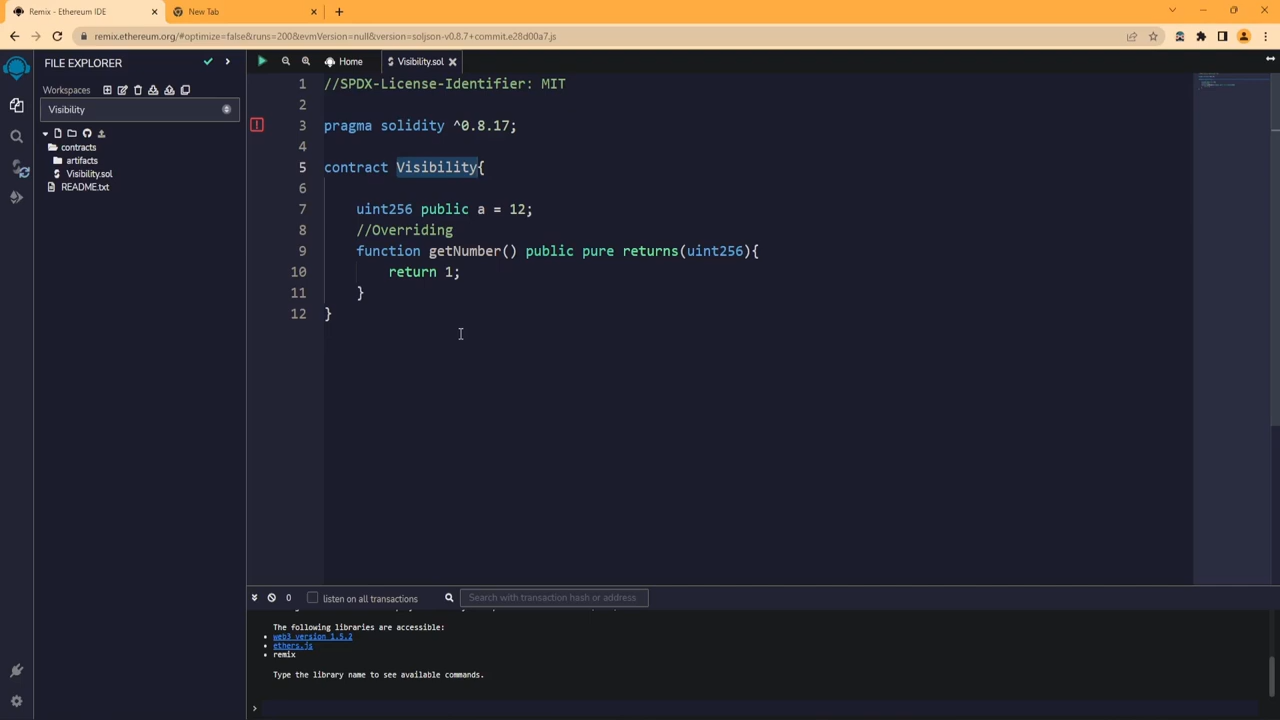 Remix - Ethereum IDE
New Tab
remix.ethereum.org/#optimize=false&runs=200&evmVersion=null&version=soljson-v0.8.7+commit.e28d00a7.js
FILE EXPLORER
Home
Visibility.sol
Workspaces
Visibility
contracts
artifacts
Visibility.sol
README.txt
1 //SPDX-License-Identifier: MIT
2
3 pragma solidity ^0.8.17;
4
5 contract Visibility{
6
7 uint256 public a = 12;
8 //Overriding
9 function getNumber() public pure returns(uint256){
10 return 1;
11 }
12 }
0
listen on all transactions
Search with transaction hash or address
The following libraries are accessible:
web3 version 1.5.2
ethers.js
remix
Type the library name to see available commands.
>